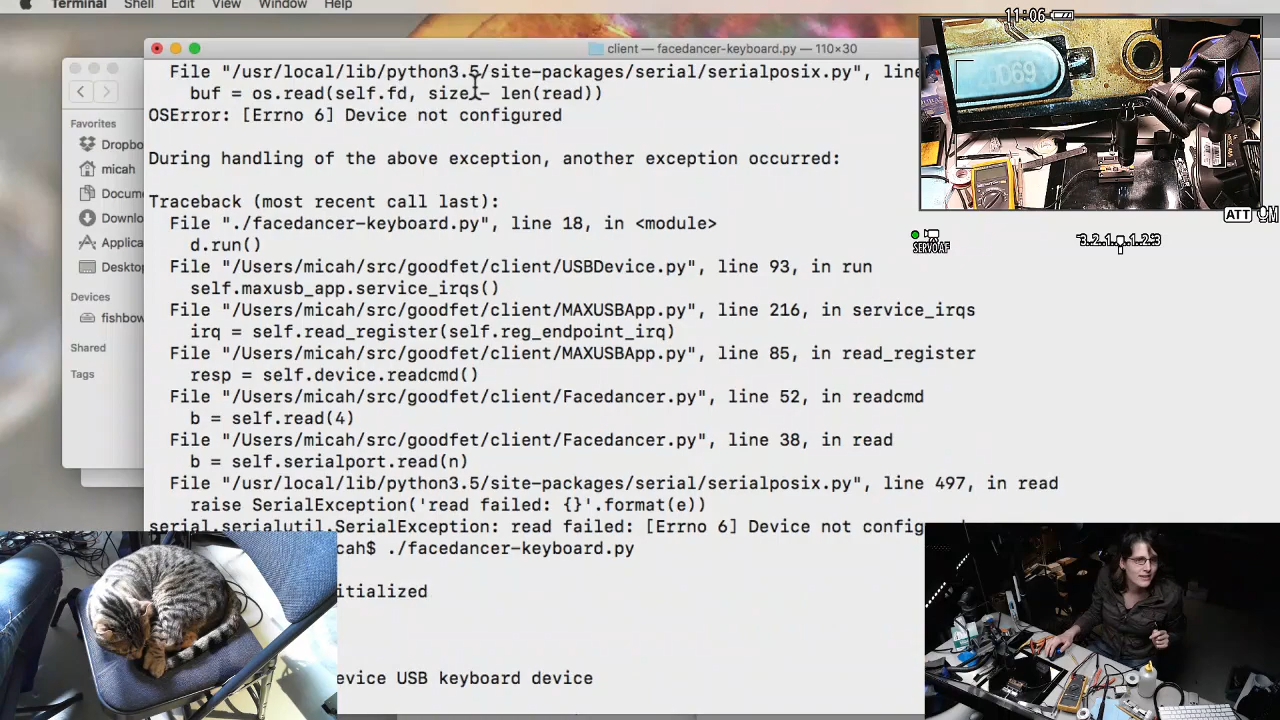 Terminal Shell Edit View Window Help
client — facedancer-keyboard.py — 110×30
File "/usr/local/lib/python3.5/site-packages/serial/serialposix.py", line
buf = os.read(self.fd, size - len(read))
OSError: [Errno 6] Device not configured
During handling of the above exception, another exception occurred:
Traceback (most recent call last):
File "./facedancer-keyboard.py", line 18, in <module>
d.run()
File "/Users/micah/src/goodfet/client/USBDevice.py", line 93, in run
self.maxusb_app.service_irqs()
File "/Users/micah/src/goodfet/client/MAXUSBApp.py", line 216, in service_irqs
irq = self.read_register(self.reg_endpoint_irq)
File "/Users/micah/src/goodfet/client/MAXUSBApp.py", line 85, in read_register
resp = self.device.readcmd()
File "/Users/micah/src/goodfet/client/Facedancer.py", line 52, in readcmd
b = self.read(4)
File "/Users/micah/src/goodfet/client/Facedancer.py", line 38, in read
b = self.serialport.read(n)
File "/usr/local/lib/python3.5/site-packages/serial/serialposix.py", line 497, in read
raise SerialException('read failed: {}'.format(e))
serial.serialutil.SerialException: read failed: [Errno 6] Device not config
cah$ ./facedancer-keyboard.py
itialized
evice USB keyboard device
Favorites
Dropbo
micah
Docum
Downlo
Applica
Deskto
Devices
fishbow
Shared
Tags
11:06
ATT
SERVO AF
3..2..1..1..2..3